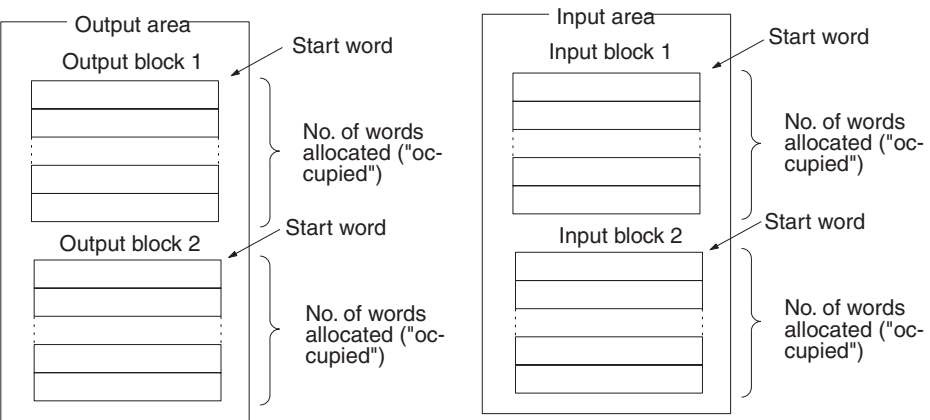 Output area
Start word
Output block 1
No. of words
allocated ("oc-
cupied")
Start word
Output block 2
No. of words
allocated ("oc-
cupied")
Input area
Start word
Input block 1
No. of words
allocated ("oc-
cupied")
Start word
Input block 2
No. of words
allocated ("oc-
cupied")